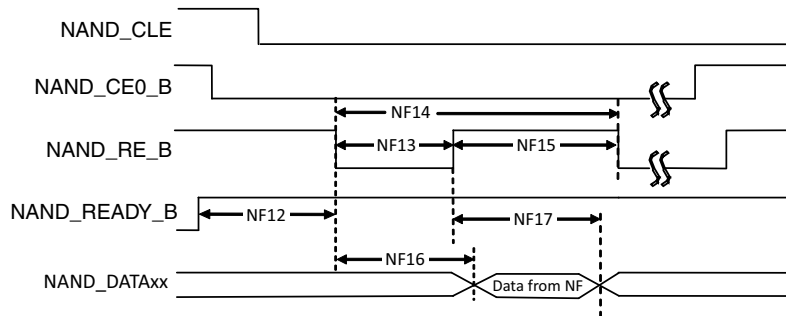 NAND_CLE
NAND_CE0_B
NF14
NAND_RE_B
NF13
NF15
NAND_READY_B
NF12
NF17
NF16
NAND_DATAxx
Data from NF